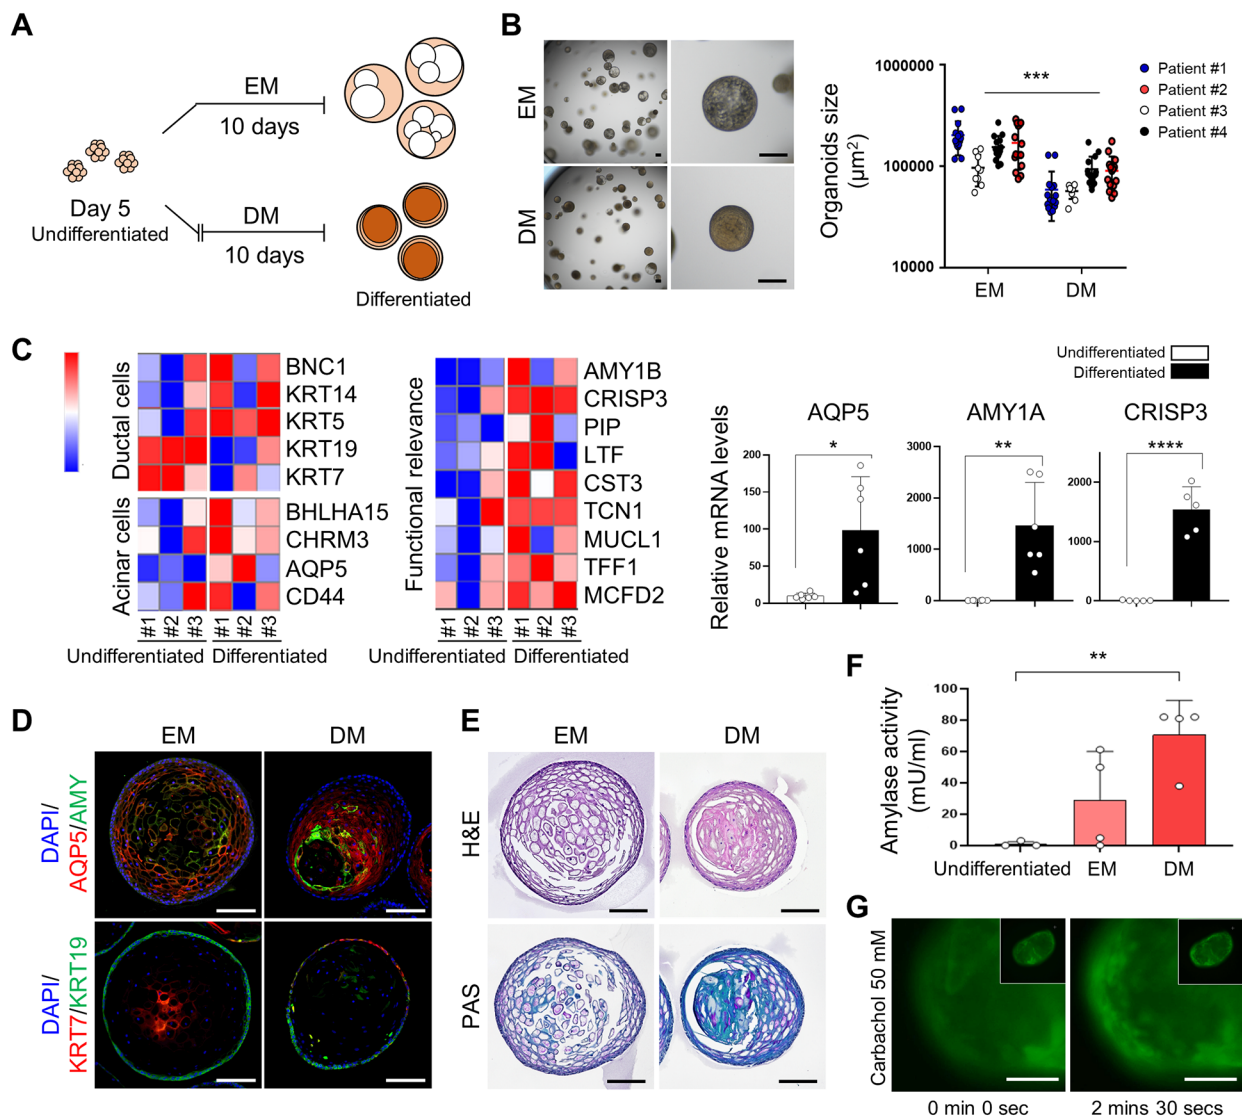 A
EM
10 days
Day 5
Undifferentiated
DM
10 days
Differentiated
B
EM
DM
Organoids size
(µm2)
1000000
100000
10000
***
EM
DM
Patient #1
Patient #2
Patient #3
Patient #4
C
Ductal cells
BNC1
KRT14
KRT5
KRT19
KRT7
Acinar cells
BHLHA15
CHRM3
AQP5
CD44
#1
#2
#3
#1
#2
#3
Undifferentiated
Differentiated
Functional relevance
AMY1B
CRISP3
PIP
LTF
CST3
TCN1
MUCL1
TFF1
MCFD2
#1
#2
#3
#1
#2
#3
Undifferentiated
Differentiated
Undifferentiated
Differentiated
Relative mRNA levels
AQP5
*
200
150
100
50
0
AMY1A
**
3000
2000
1000
0
CRISP3
****
2000
1000
0
D
EM
DM
DAPI/
AQP5/AMY
DAPI/
KRT7/KRT19
E
EM
DM
H&E
PAS
F
**
Amylase activity
(mU/ml)
100
80
60
40
20
0
Undifferentiated
EM
DM
G
Carbachol 50 mM
0 min 0 sec
2 mins 30 secs